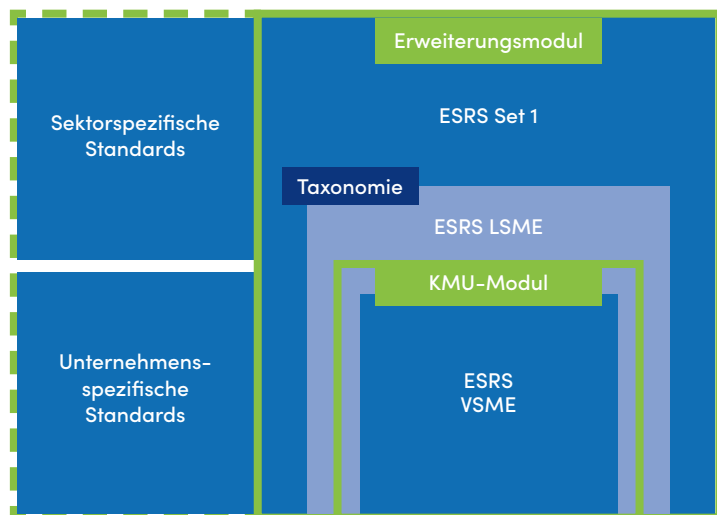 Erweiterungsmodul
Sektorspezifische
Standards
ESRS Set 1
Taxonomie
ESRS LSME
KMU-Modul
Unternehmens-
spezifische
Standards
ESRS
VSME